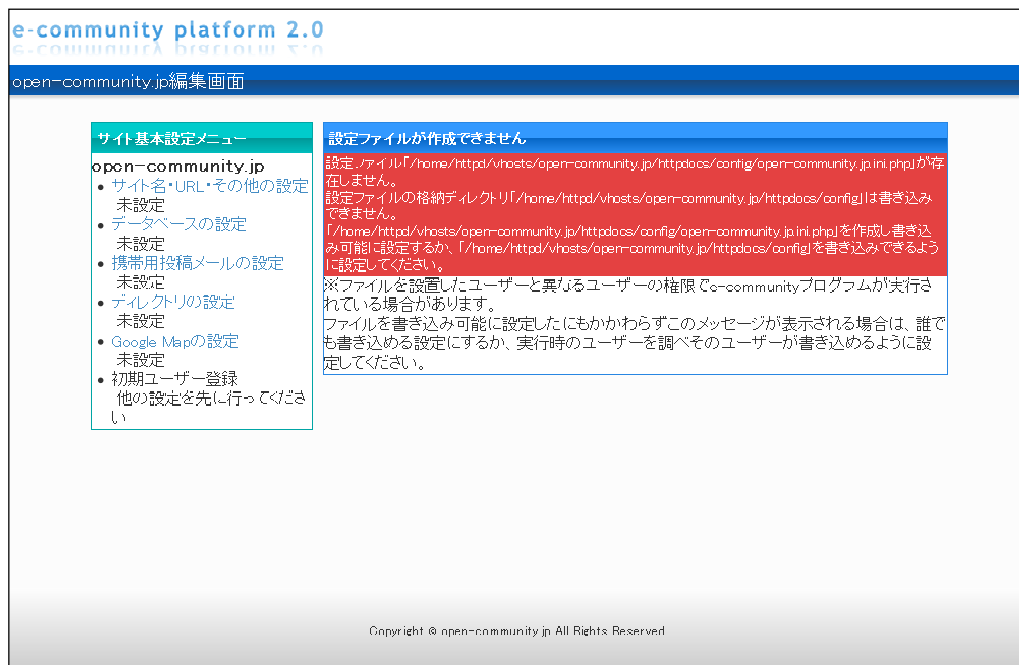 e-community platform 2.0
open-community.jp編集画面
サイト基本設定メニュー
open-community.jp
サイト名・URL・その他の設定
未設定
データベースの設定
未設定
携帯用投稿メールの設定
未設定
ディレクトリの設定
未設定
Google Mapの設定
未設定
初期ユーザー登録
他の設定を先に行ってくださ
い
設定ファイルが作成できません
設定ファイル「/home/httpd/vhosts/open-community.jp/httpdocs/config/open-community.jp.ini.php」が存
在しません。
設定ファイルの格納ディレクトリ「/home/httpd/vhosts/open-community.jp/httpdocs/config」は書き込み
できません。
「/home/httpd/vhosts/open-community.jp/httpdocs/config/open-community.jp.ini.php」を作成し書き込
み可能に設定するか、「/home/httpd/vhosts/open-community.jp/httpdocs/config」を書き込みできるよう
に設定してください。
※ファイルを設置したユーザーと異なるユーザーの権限でe-communityプログラムが実行さ
れている場合があります。
ファイルを書き込み可能に設定したにもかかわらずこのメッセージが表示される場合は、誰で
も書き込める設定にするか、実行時のユーザーを調べそのユーザーが書き込めるように設
定してください。
Copyright © open-community.jp All Rights Reserved